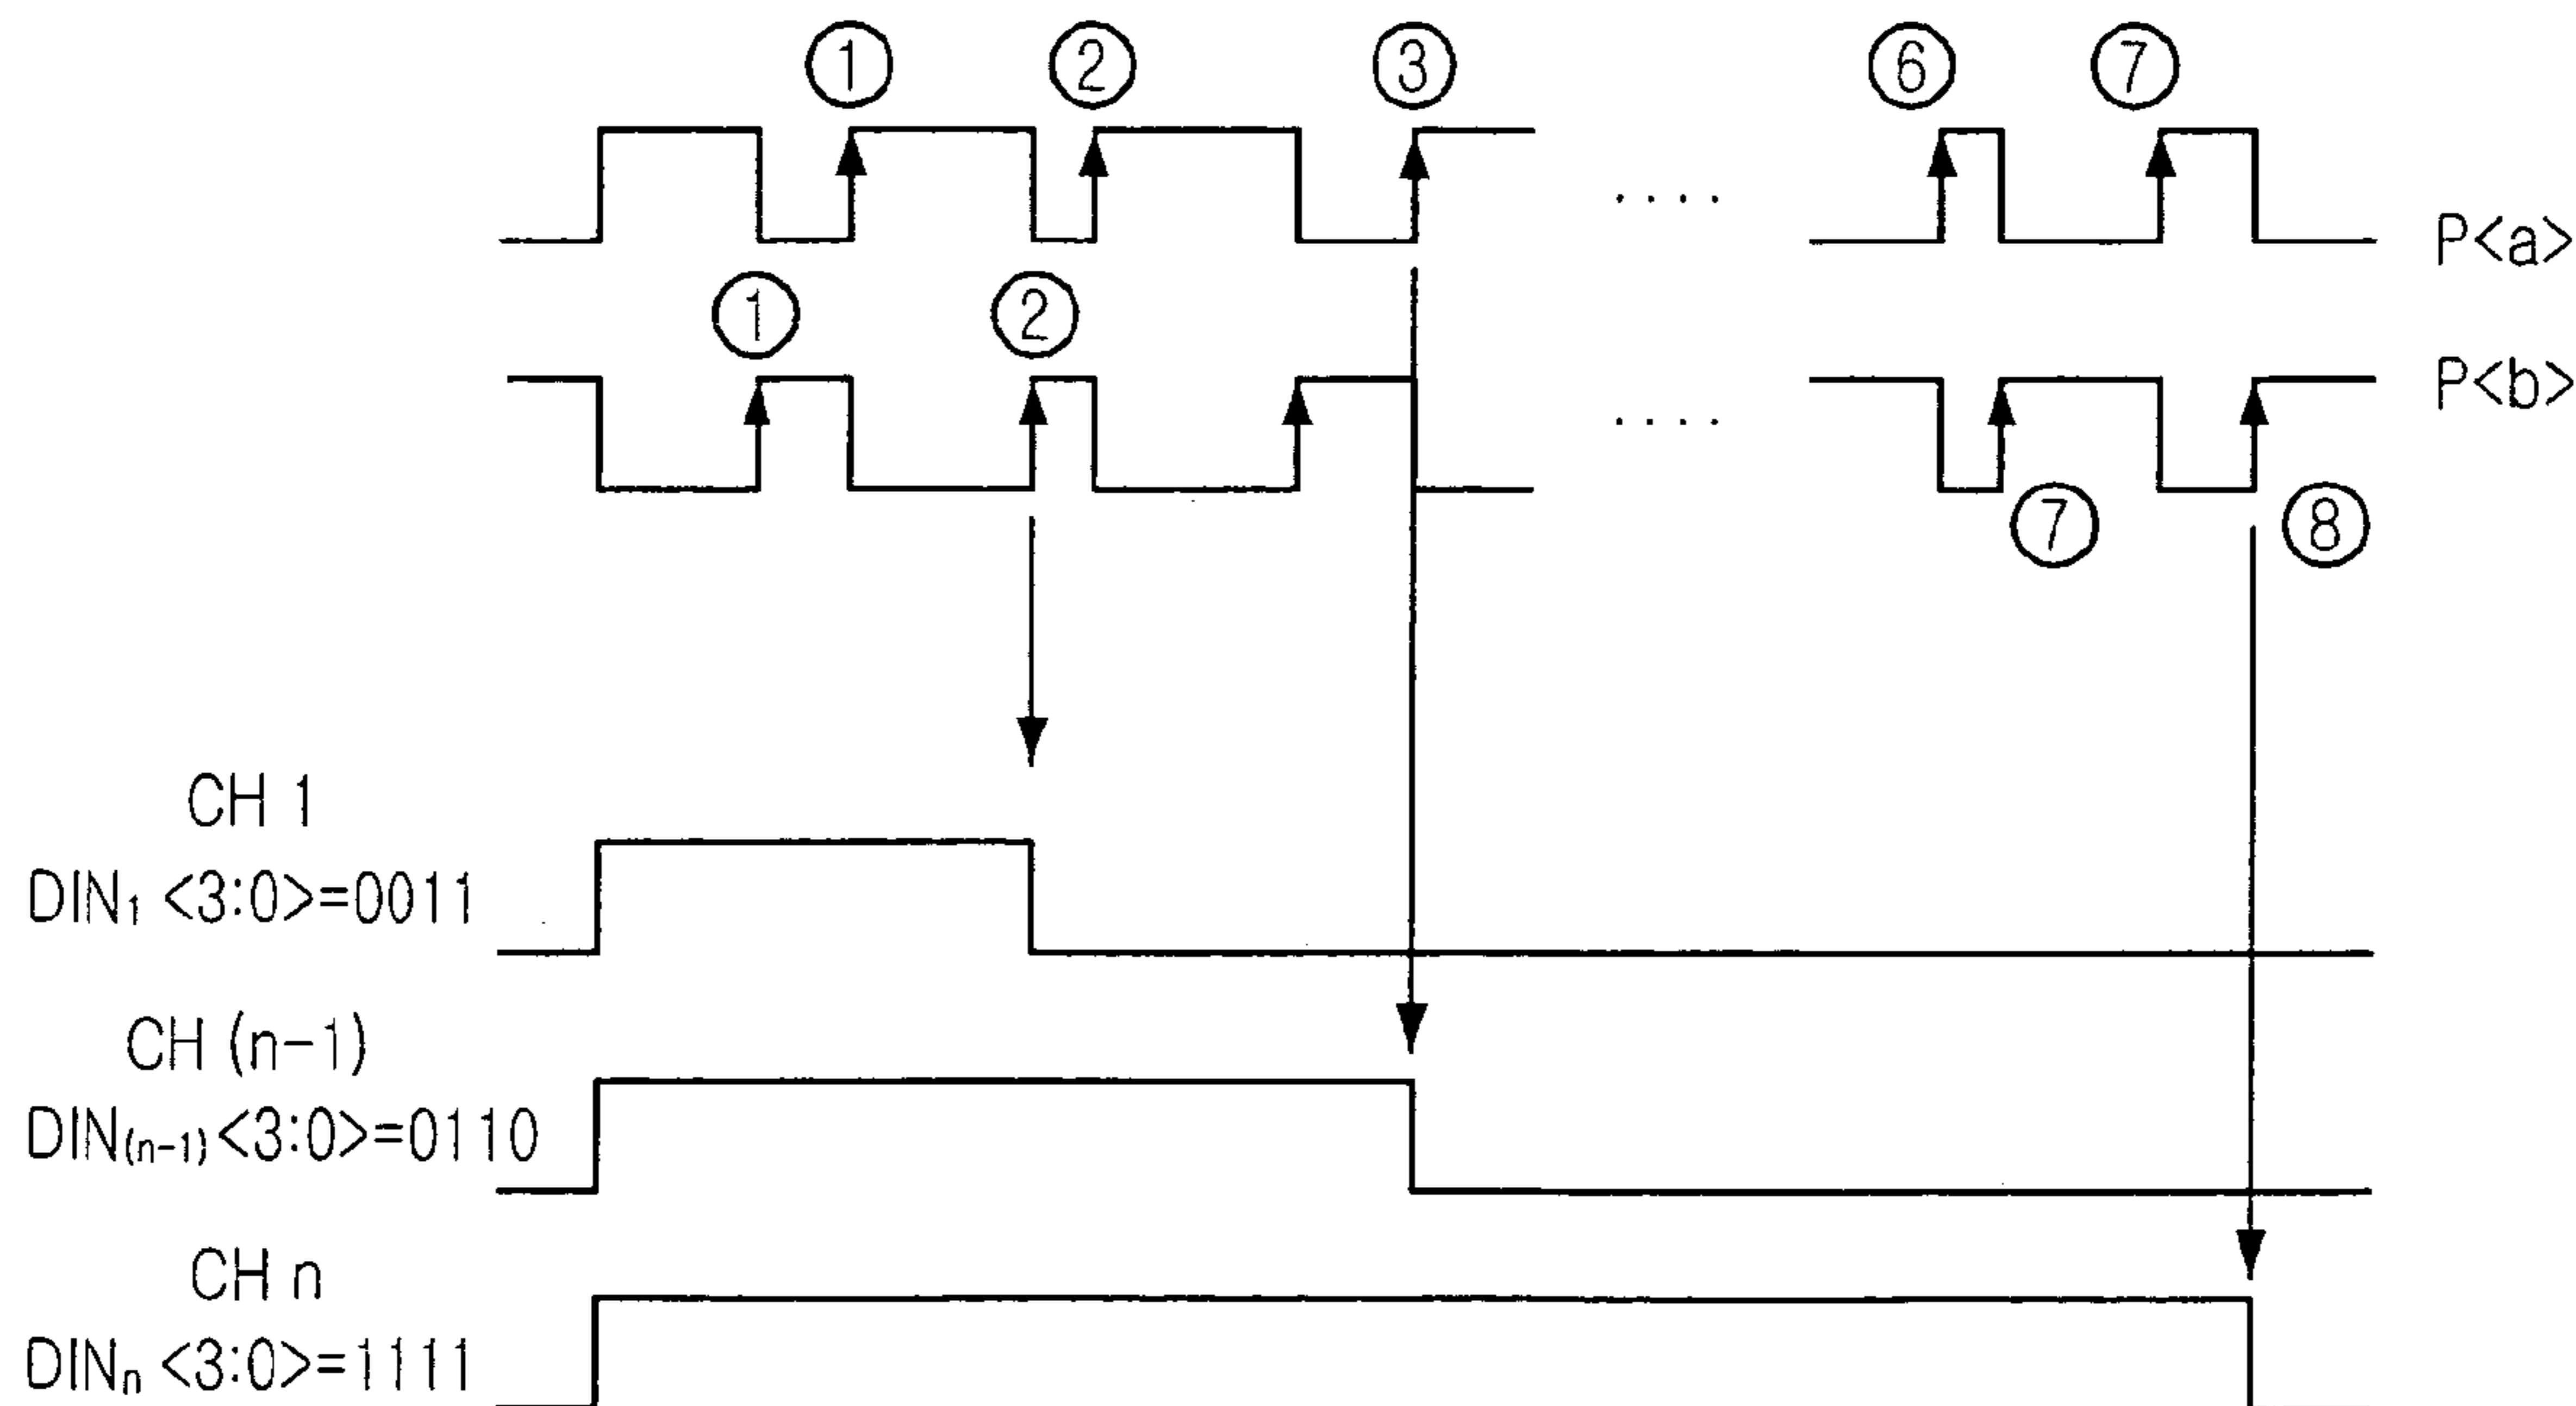 ① ② ③ ⑥ ⑦
. . . . P<a>
① ②
. . . . P<b>
⑦ ⑧
CH 1
DIN₁ <3:0>=0011
CH (n-1)
DIN₍ₙ₋₁₎<3:0>=0110
CH n
DINₙ <3:0>=1111